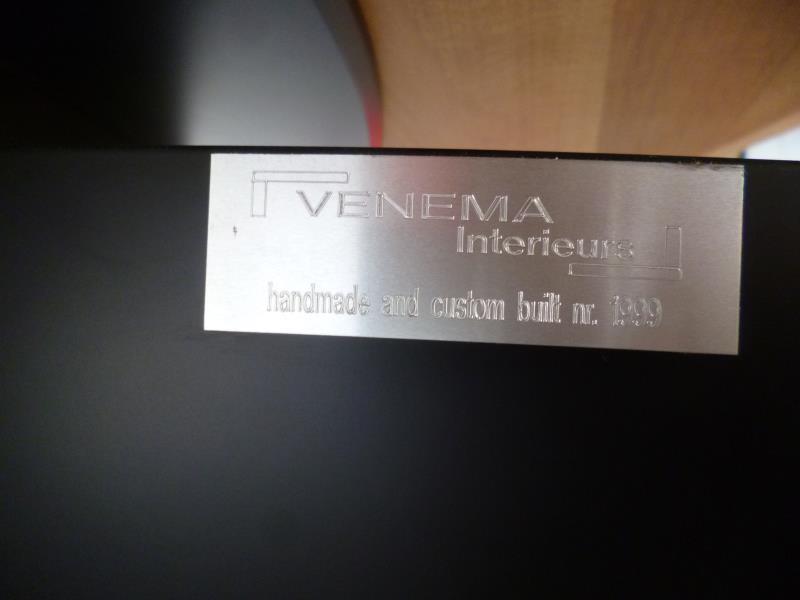 VENEMA
Interieurs
handmade and custom built nr. 1999